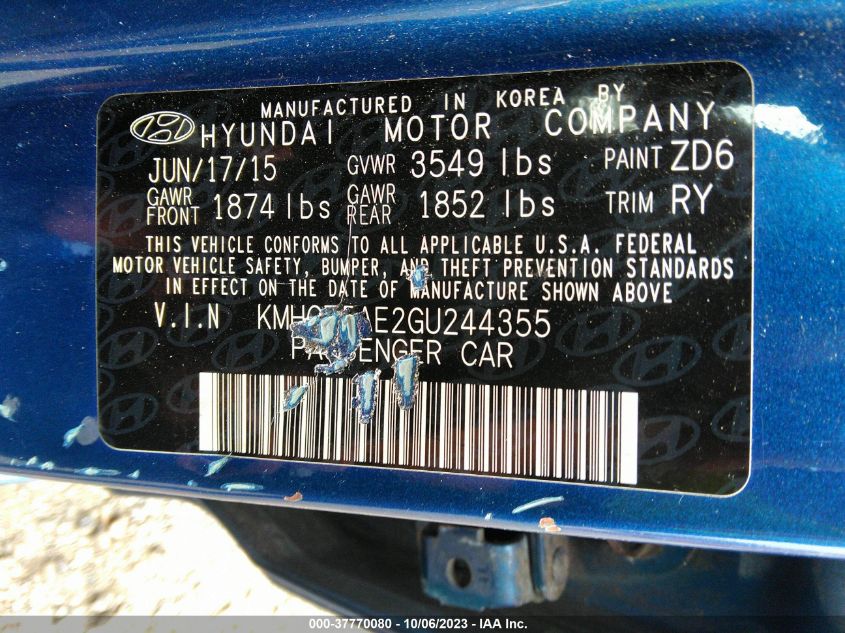 MANUFACTURED IN KOREA BY
HYUNDAI MOTOR COMPANY
JUN/17/15 GVWR 3549 lbs PAINT ZD6
GAWR FRONT 1874 lbs GAWR REAR 1852 lbs TRIM RY
THIS VEHICLE CONFORMS TO ALL APPLICABLE U.S.A. FEDERAL
MOTOR VEHICLE SAFETY, BUMPER, AND THEFT PREVENTION STANDARDS
IN EFFECT ON THE DATE OF MANUFACTURE SHOWN ABOVE
V.I.N
PASSENGER CAR
000-37770080 - 10/06/2023 - IAA Inc.